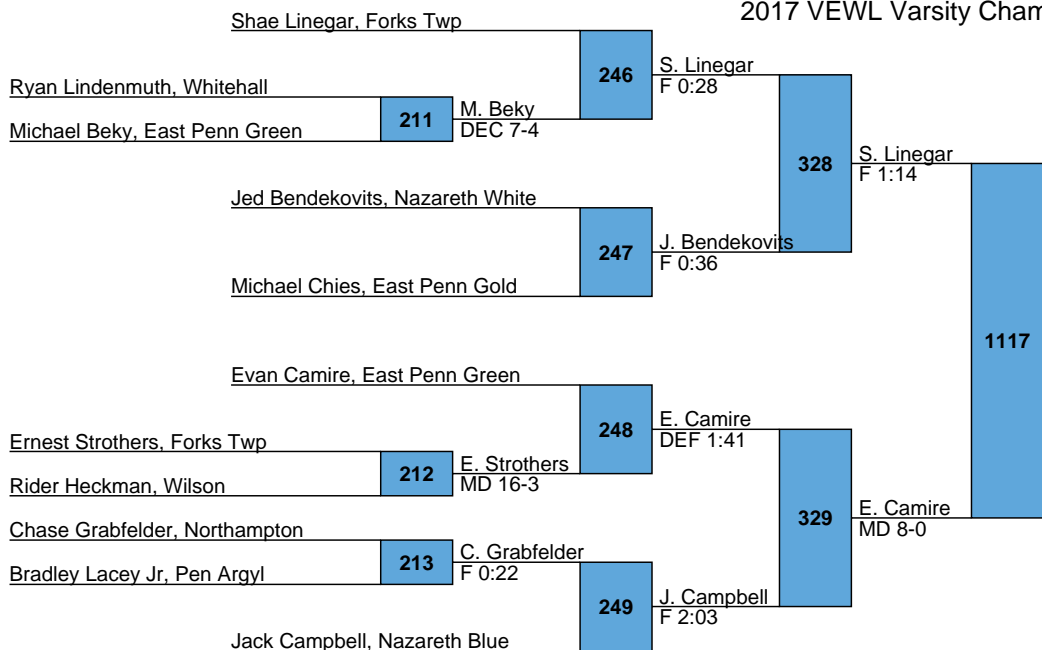 2017 VEWL Varsity Cham
Shae Linegar, Forks Twp
246
S. Linegar
F 0:28
Ryan Lindenmuth, Whitehall
211
M. Beky
DEC 7-4
Michael Beky, East Penn Green
328
S. Linegar
F 1:14
Jed Bendekovits, Nazareth White
247
J. Bendekovits
F 0:36
Michael Chies, East Penn Gold
1117
Evan Camire, East Penn Green
248
E. Camire
DEF 1:41
Ernest Strothers, Forks Twp
212
E. Strothers
MD 16-3
Rider Heckman, Wilson
329
E. Camire
MD 8-0
Chase Grabfelder, Northampton
213
C. Grabfelder
F 0:22
Bradley Lacey Jr, Pen Argyl
249
J. Campbell
F 2:03
Jack Campbell, Nazareth Blue